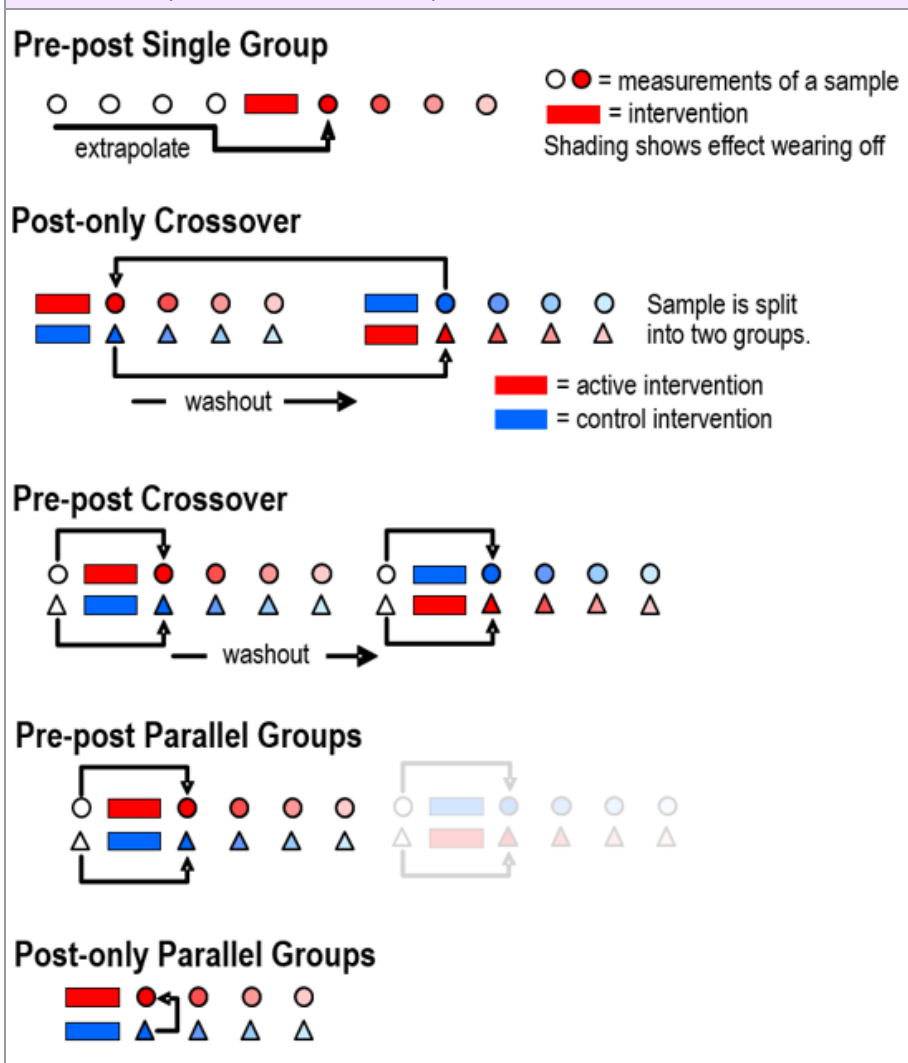 Pre-post Single Group
= measurements of a sample
= intervention
Shading shows effect wearing off
extrapolate
Post-only Crossover
Sample is split
into two groups.
= active intervention
= control intervention
washout
Pre-post Crossover
washout
Pre-post Parallel Groups
Post-only Parallel Groups